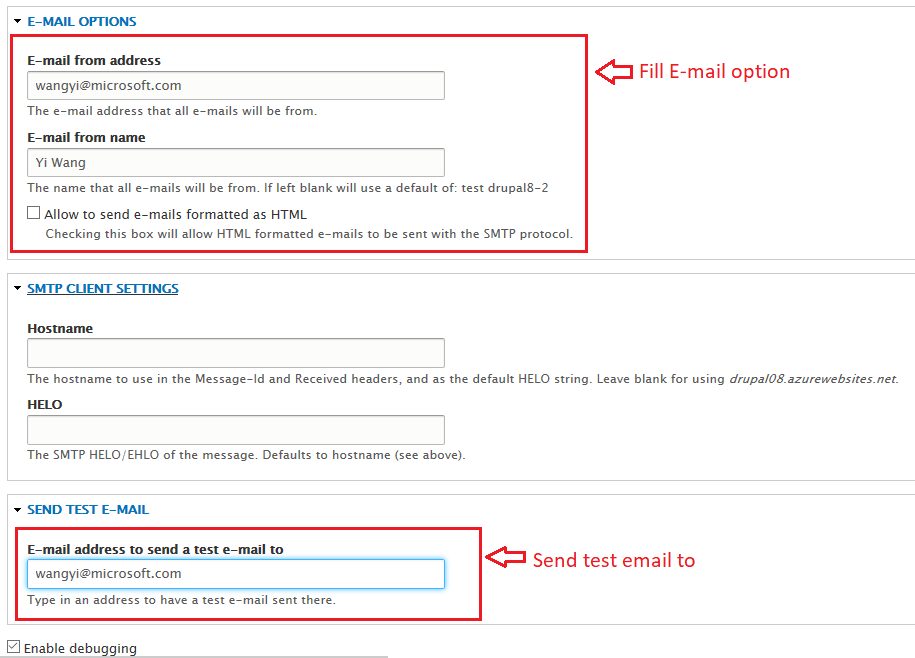 E-MAIL OPTIONS
E-mail from address
wangyi@microsoft.com
Fill E-mail option
The e-mail address that all e-mails will be from.
E-mail from name
Yi Wang
The name that all e-mails will be from. If left blank will use a default of: test drupal8-2
Allow to send e-mails formatted as HTML
Checking this box will allow HTML formatted e-mails to be sent with the SMTP protocol.
SMTP CLIENT SETTINGS
Hostname
The hostname to use in the Message-Id and Received headers, and as the default HELO string. Leave blank for using drupal08.azurewebsites.net.
HELO
The SMTP HELO/EHLO of the message. Defaults to hostname (see above).
SEND TEST E-MAIL
E-mail address to send a test e-mail to
wangyi@microsoft.com
Send test email to
Type in an address to have a test e-mail sent there.
Enable debugging